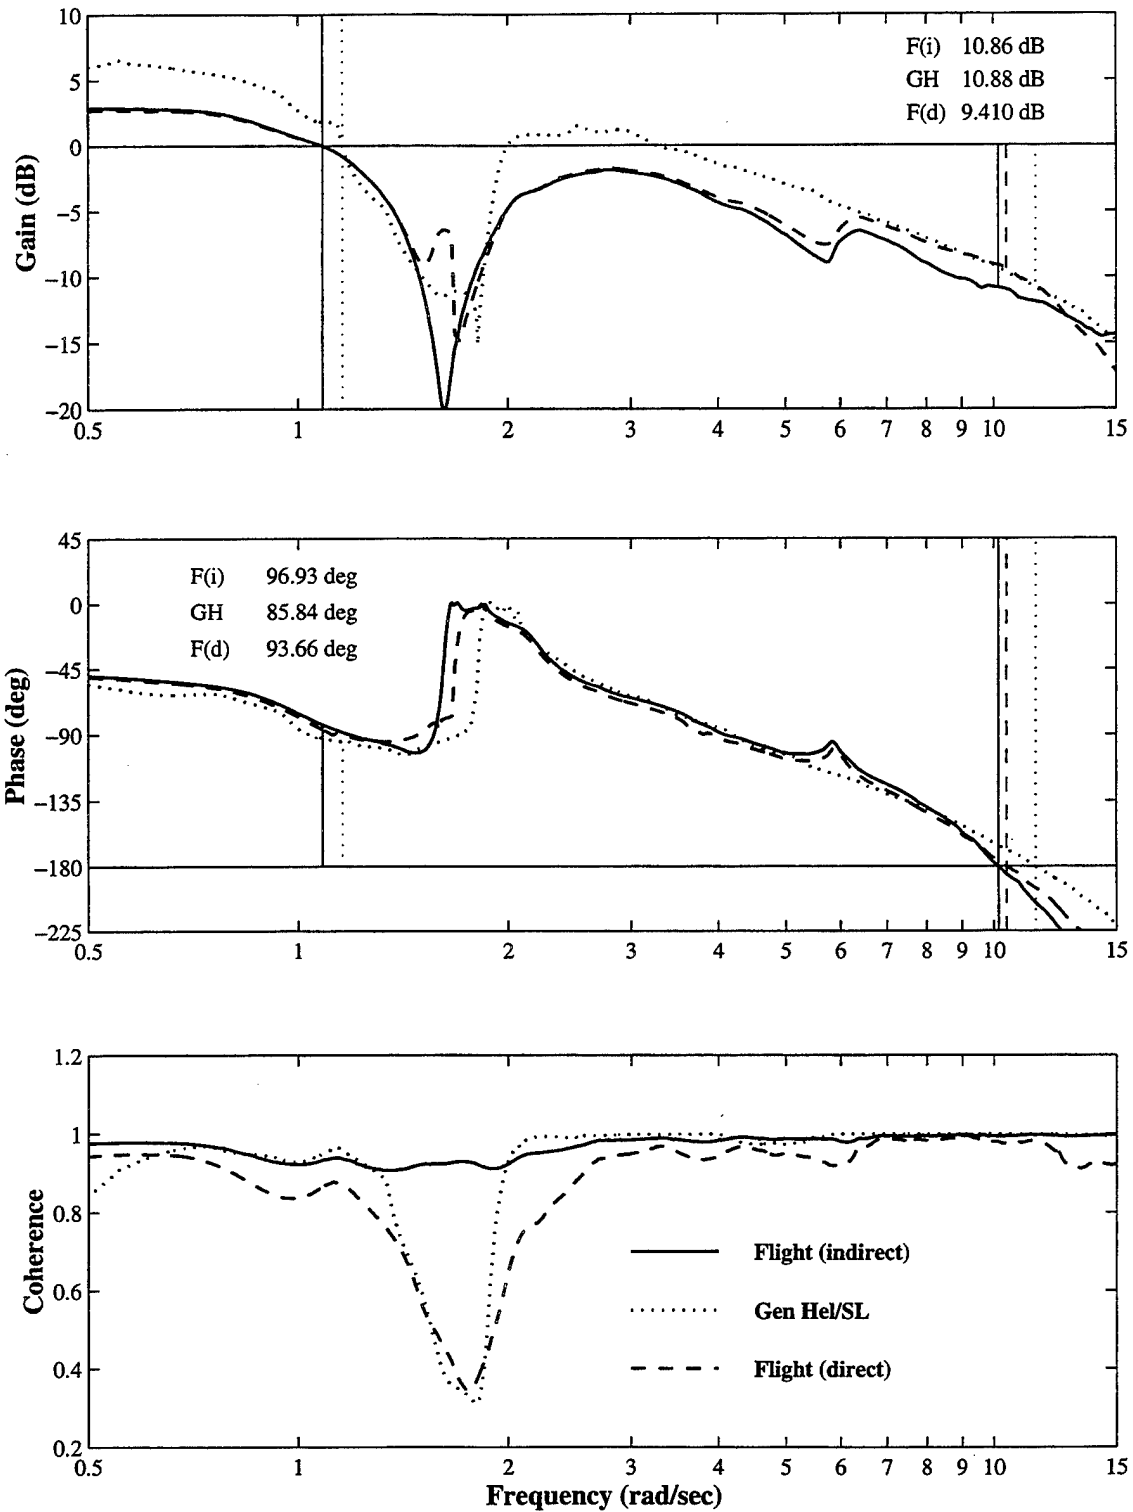 10
5
0
−5
−10
−15
−20
Gain (dB)
F(i) 10.86 dB
GH 10.88 dB
F(d) 9.410 dB
0.5 1 2 3 4 5 6 7 8 9 10 15
45
0
−45
−90
−135
−180
−225
Phase (deg)
F(i) 96.93 deg
GH 85.84 deg
F(d) 93.66 deg
0.5 1 2 3 4 5 6 7 8 9 10 15
1.2
1
0.8
0.6
0.4
0.2
Coherence
Flight (indirect)
Gen Hel/SL
Flight (direct)
0.5 1 2 3 4 5 6 7 8 9 10 15
Frequency (rad/sec)